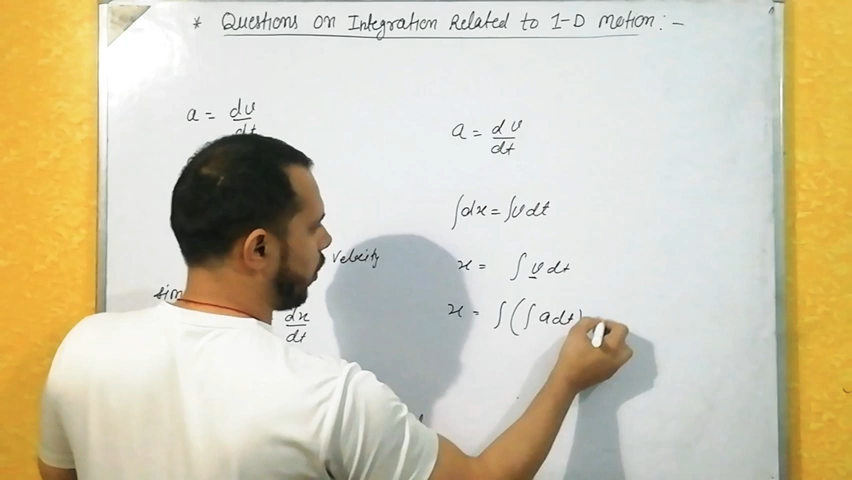 * Questions on Integration Related to 1-D motion:-
a = dv/dt
velocity
dx/dt
a = dv/dt
∫dx = ∫v dt
x = ∫ v dt
x = ∫(∫ a dt)